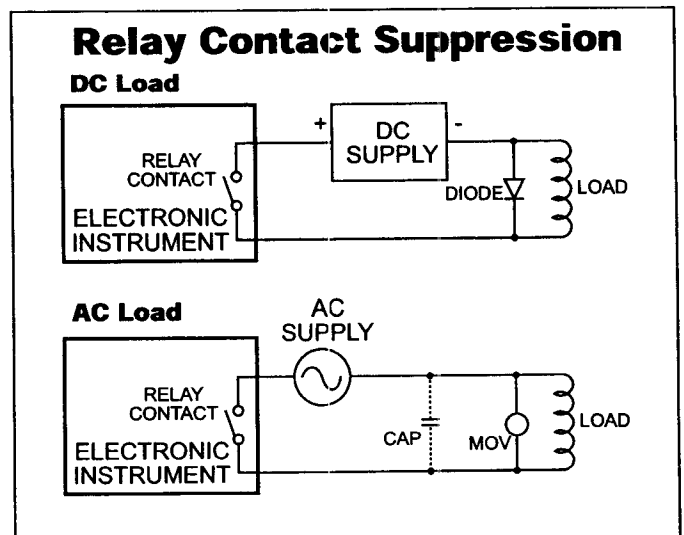 Relay Contact Suppression
DC Load
+
DC
SUPPLY
-
RELAY
CONTACT
ELECTRONIC
INSTRUMENT
DIODE
LOAD
AC Load
AC
SUPPLY
RELAY
CONTACT
ELECTRONIC
INSTRUMENT
CAP
MOV
LOAD